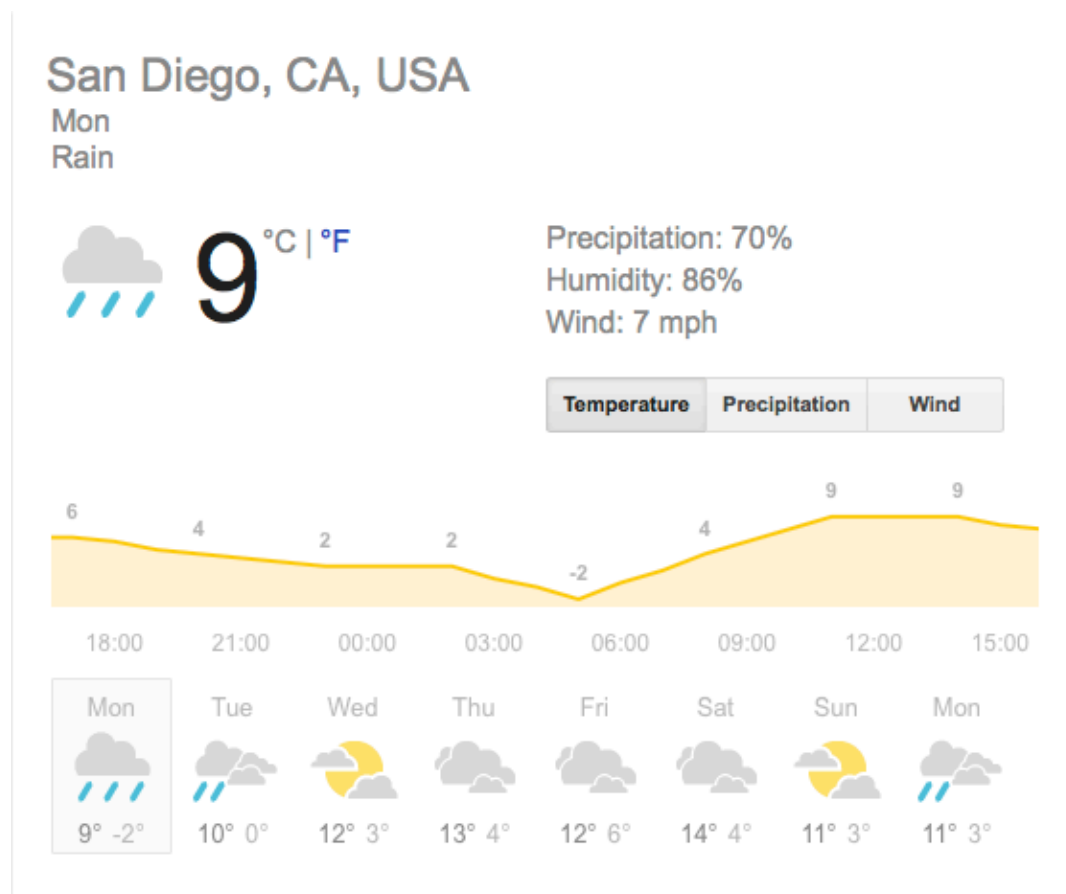 San Diego, CA, USA
Mon
Rain
9 °C | °F
Precipitation: 70%
Humidity: 86%
Wind: 7 mph
Temperature Precipitation Wind
6 4 2 2 -2 4 9 9
18:00 21:00 00:00 03:00 06:00 09:00 12:00 15:00
Mon Tue Wed Thu Fri Sat Sun Mon
9° -2° 10° 0° 12° 3° 13° 4° 12° 6° 14° 4° 11° 3° 11° 3°